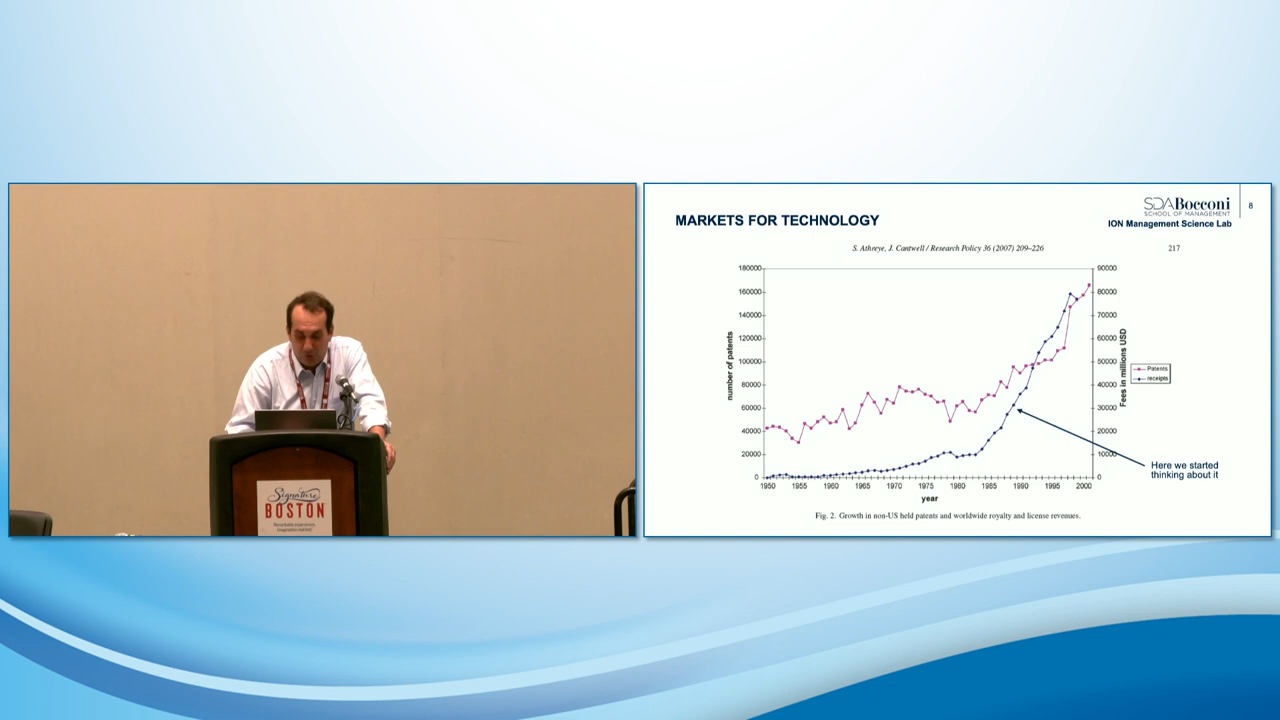 Signature
BOSTON
MARKETS FOR TECHNOLOGY
SDA Bocconi
SCHOOL OF MANAGEMENT
8
ION Management Science Lab
S. Athreye, J. Cantwell / Research Policy 36 (2007) 209–226
217
180000
160000
140000
120000
100000
80000
60000
40000
20000
0
number of patents
90000
80000
70000
60000
50000
40000
30000
20000
10000
0
Fees in millions USD
Patents
receipts
1950 1955 1960 1965 1970 1975 1980 1985 1990 1995 2000
year
Here we started
thinking about it
Fig. 2. Growth in non-US held patents and worldwide royalty and license revenues.